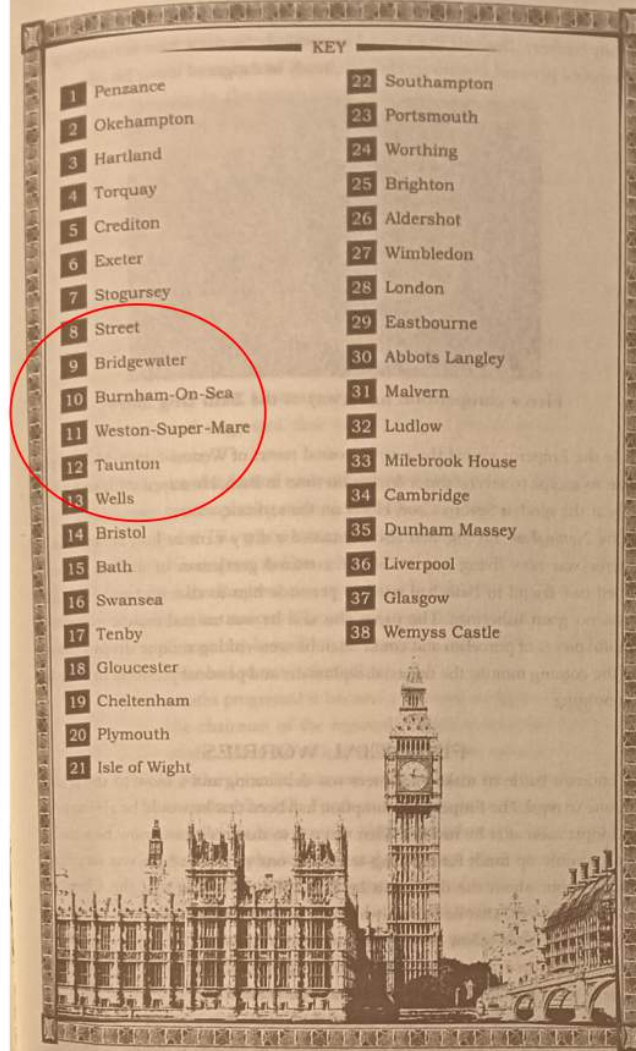 KEY
1 Penzance
2 Okehampton
3 Hartland
4 Torquay
5 Crediton
6 Exeter
7 Stogursey
8 Street
9 Bridgewater
10 Burnham-On-Sea
11 Weston-Super-Mare
12 Taunton
13 Wells
14 Bristol
15 Bath
16 Swansea
17 Tenby
18 Gloucester
19 Cheltenham
20 Plymouth
21 Isle of Wight
22 Southampton
23 Portsmouth
24 Worthing
25 Brighton
26 Aldershot
27 Wimbledon
28 London
29 Eastbourne
30 Abbots Langley
31 Malvern
32 Ludlow
33 Milebrook House
34 Cambridge
35 Dunham Massey
36 Liverpool
37 Glasgow
38 Wemyss Castle